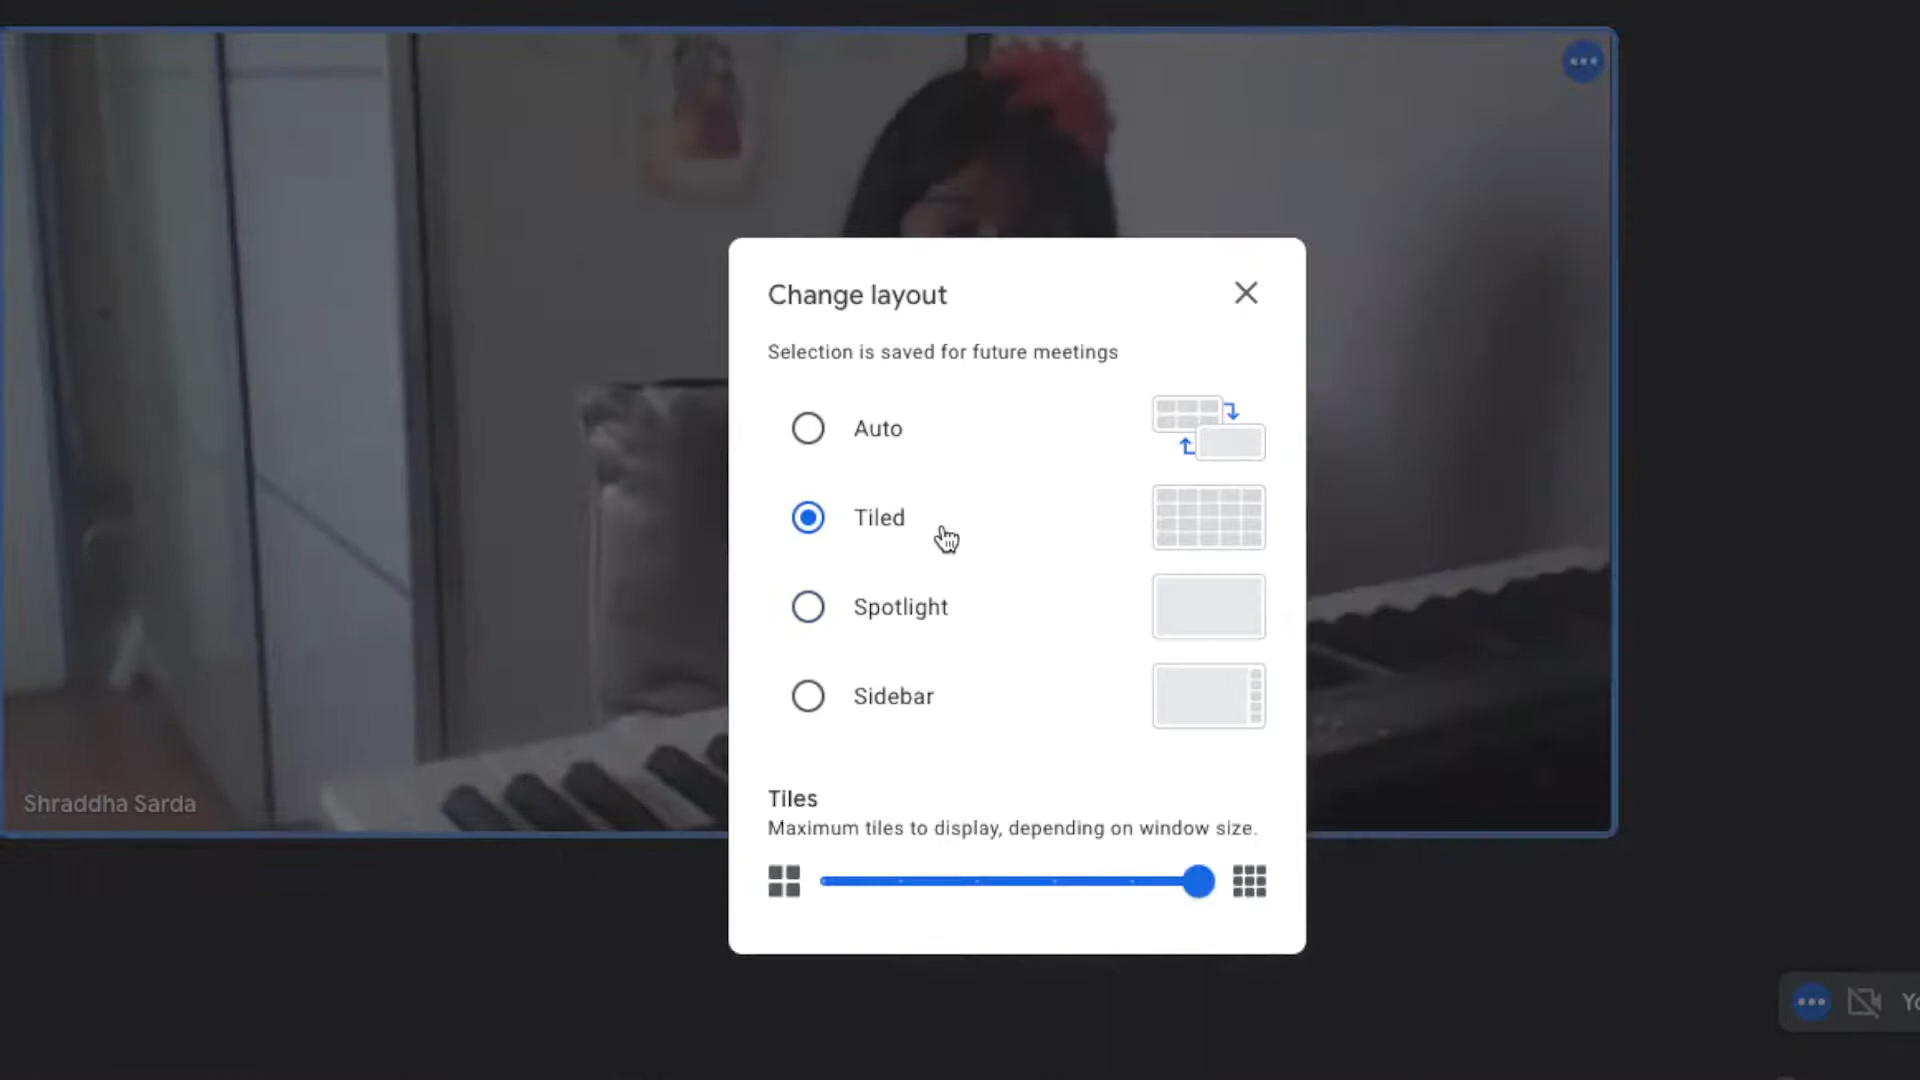 Change layout
Selection is saved for future meetings
Auto
Tiled
Spotlight
Sidebar
Shraddha Sarda
Tiles
Maximum tiles to display, depending on window size.